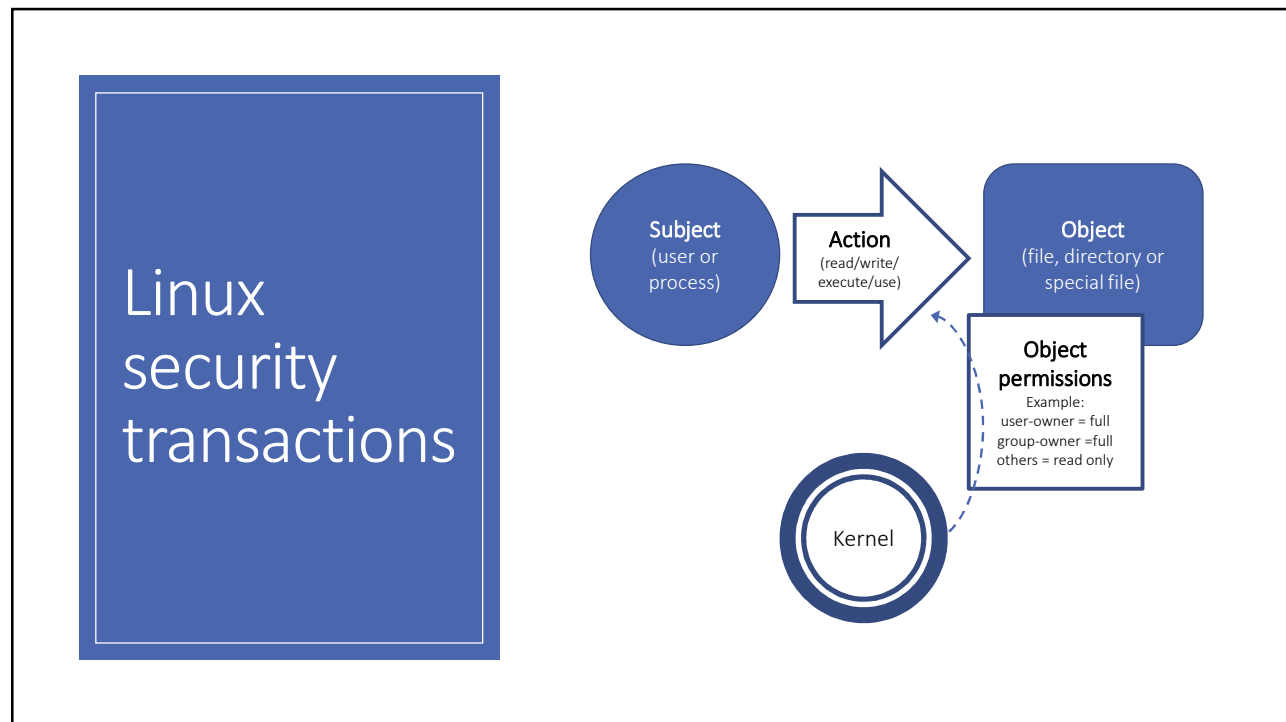 Linux
security
transactions
Subject
(user or
process)
Action
(read/write/
execute/use)
Object
(file, directory or
special file)
Object
permissions
Example:
user-owner = full
group-owner =full
others = read only
Kernel